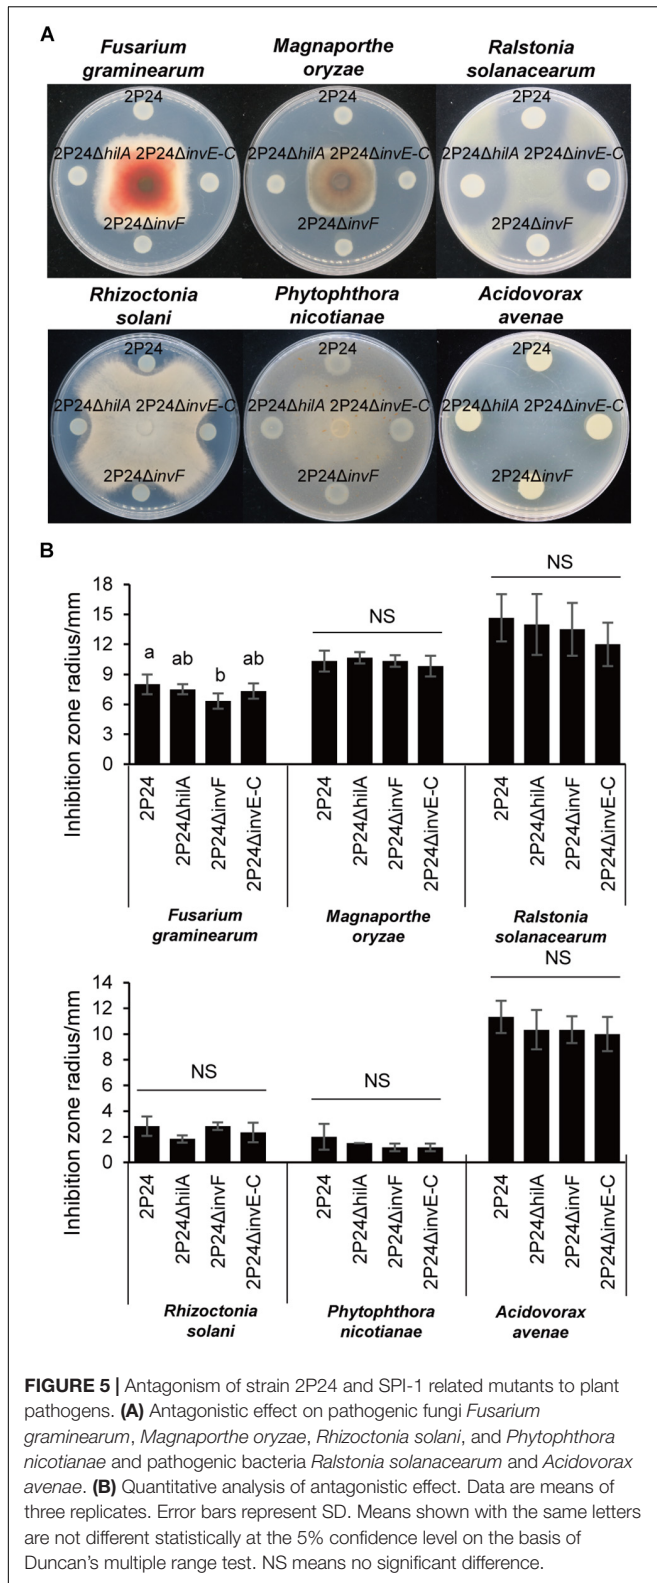 A
Fusarium graminearum
Magnaporthe oryzae
Ralstonia solanacearum
2P24
2P24ΔhilA 2P24ΔinvE-C
2P24ΔinvF
2P24
2P24ΔhilA 2P24ΔinvE-C
2P24ΔinvF
2P24
2P24ΔhilA 2P24ΔinvE-C
2P24ΔinvF
Rhizoctonia solani
Phytophthora nicotianae
Acidovorax avenae
2P24
2P24ΔhilA 2P24ΔinvE-C
2P24ΔinvF
2P24
2P24ΔhilA 2P24ΔinvE-C
2P24ΔinvF
2P24
2P24ΔhilA 2P24ΔinvE-C
2P24ΔinvF
B
Inhibition zone radius/mm
18
15
12
9
6
3
0
a
ab
b
ab
NS
NS
2P24
2P24ΔhilA
2P24ΔinvF
2P24ΔinvE-C
2P24
2P24ΔhilA
2P24ΔinvF
2P24ΔinvE-C
2P24
2P24ΔhilA
2P24ΔinvF
2P24ΔinvE-C
Fusarium
graminearum
Magnaporthe
oryzae
Ralstonia
solanacearum
Inhibition zone radius/mm
14
12
10
8
6
4
2
0
NS
NS
NS
2P24
2P24ΔhilA
2P24ΔinvF
2P24ΔinvE-C
2P24
2P24ΔhilA
2P24ΔinvF
2P24ΔinvE-C
2P24
2P24ΔhilA
2P24ΔinvF
2P24ΔinvE-C
Rhizoctonia
solani
Phytophthora
nicotianae
Acidovorax
avenae
FIGURE 5 | Antagonism of strain 2P24 and SPI-1 related mutants to plant
pathogens. (A) Antagonistic effect on pathogenic fungi Fusarium
graminearum, Magnaporthe oryzae, Rhizoctonia solani, and Phytophthora
nicotianae and pathogenic bacteria Ralstonia solanacearum and Acidovorax
avenae. (B) Quantitative analysis of antagonistic effect. Data are means of
three replicates. Error bars represent SD. Means shown with the same letters
are not different statistically at the 5% confidence level on the basis of
Duncan's multiple range test. NS means no significant difference.